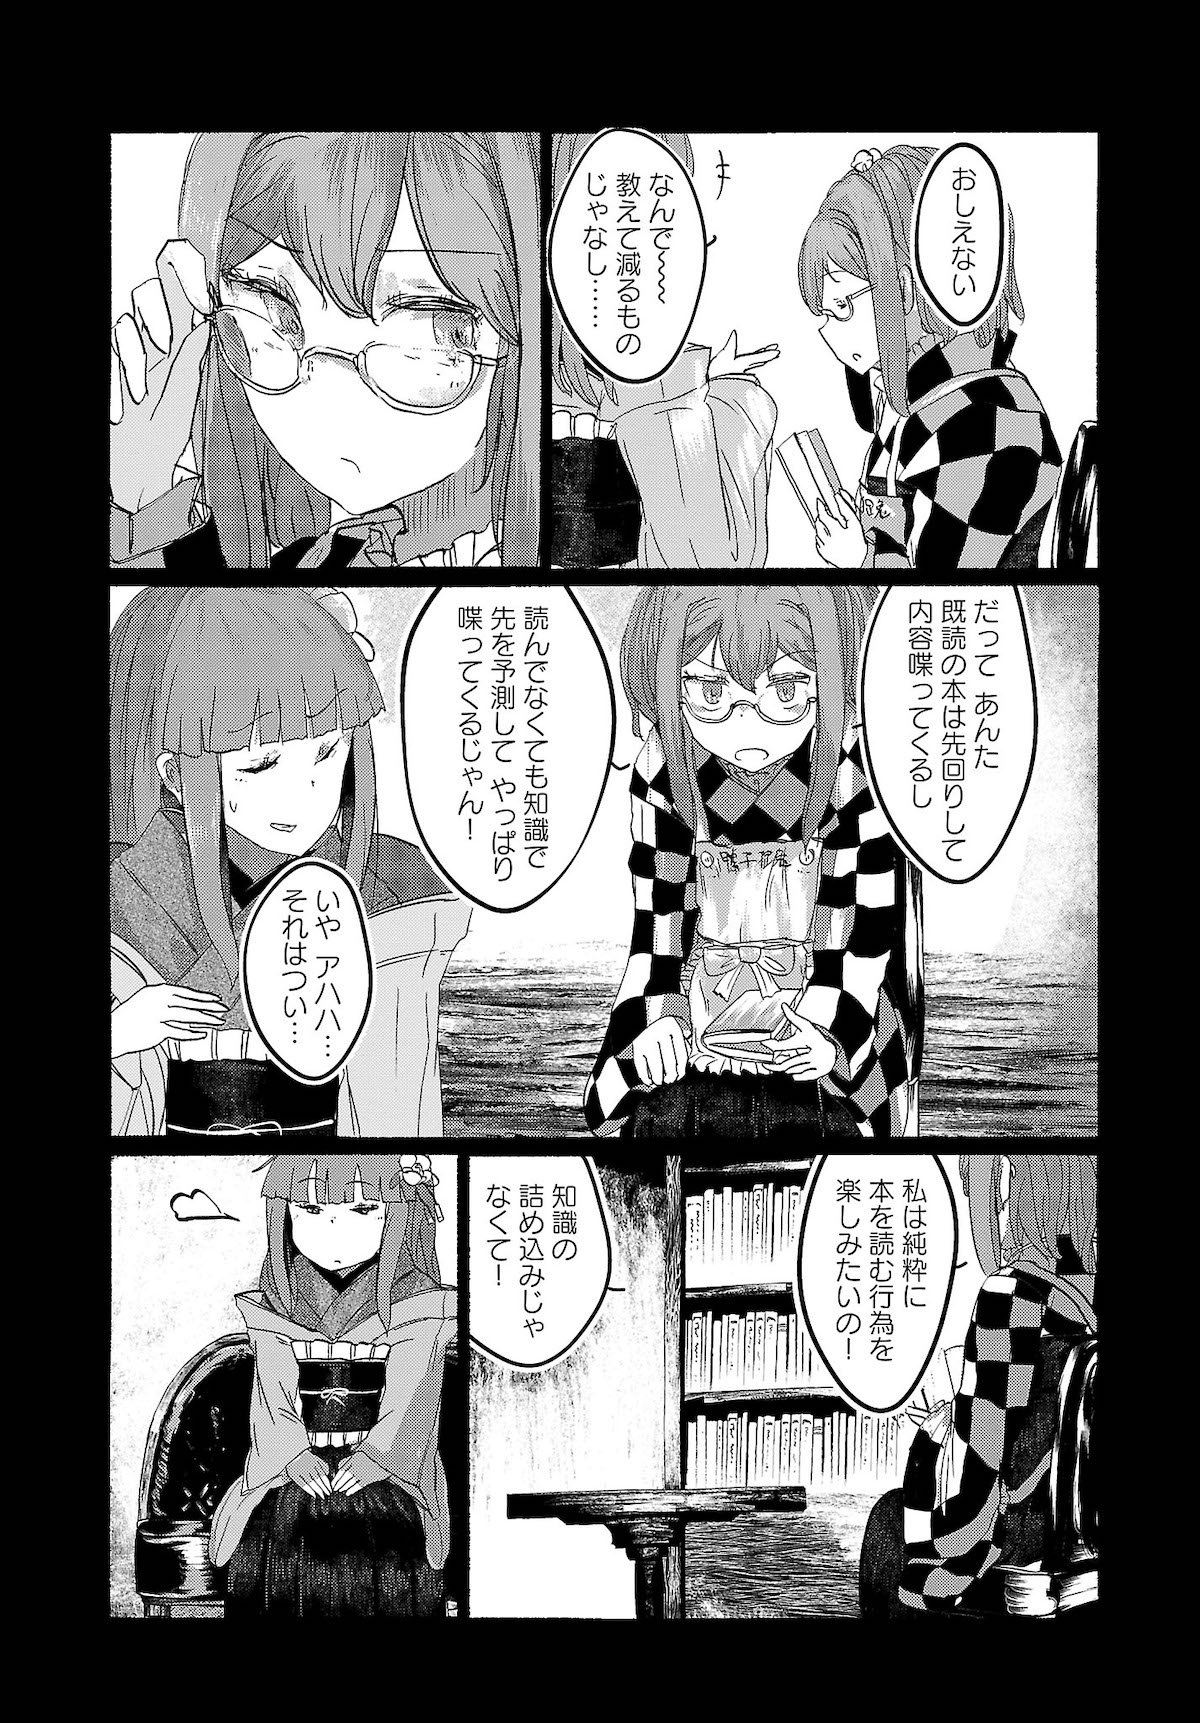 おしえない
なんで〜〜〜
教えて減るもの
じゃなし……
だって あんた
既読の本は先回りして
内容喋ってくるし
読んでなくても知識で
先を予測して やっぱり
喋ってくるじゃん！
いや アハハ…
それはつい…
私は純粋に
本を読む行為を
楽しみたいの！
知識の
詰め込みじゃ
なくて！